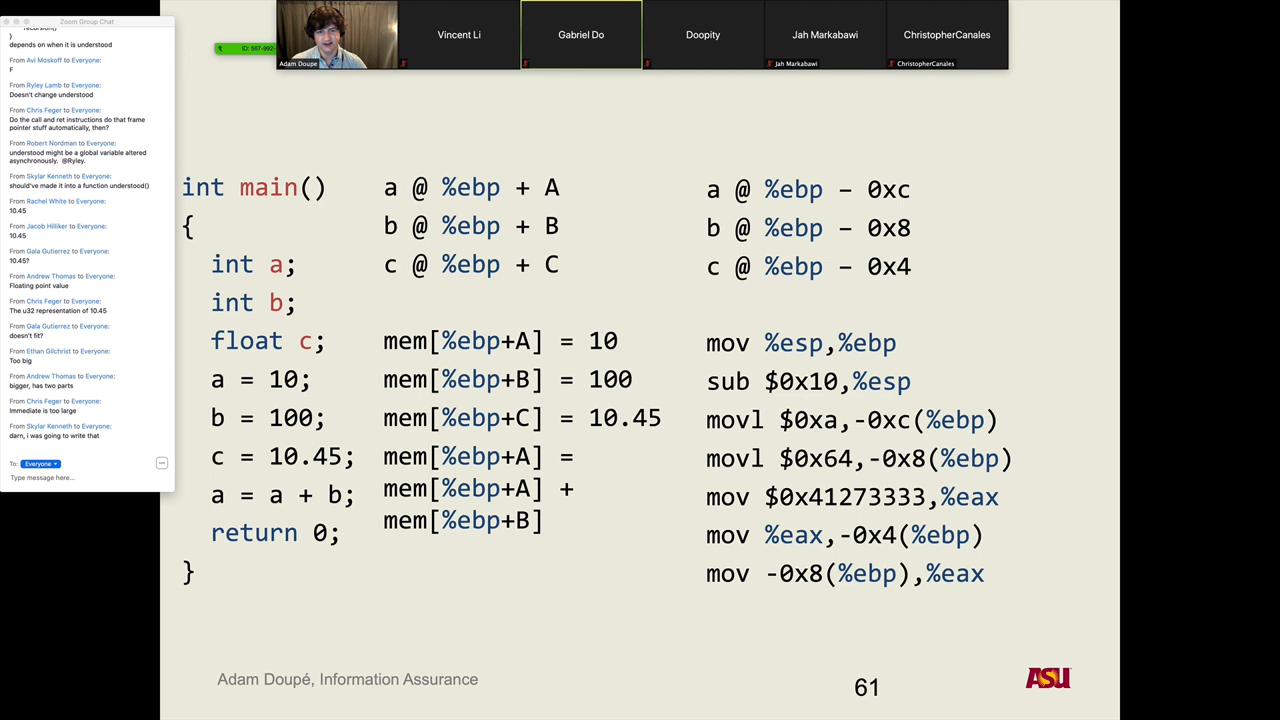 Zoom Group Chat
}
depends on when it is understood
From Avi Moskoff to Everyone:
F
From Ryley Lamb to Everyone:
Doesn't change understood
From Chris Feger to Everyone:
Do the call and ret instructions do that frame
pointer stuff automatically, then?
From Robert Nordman to Everyone:
understood might be a global variable altered
asynchronously.  @Ryley.
From Skylar Kenneth to Everyone:
should've made it into a function understood()
From Rachel White to Everyone:
10.45
From Jacob Hilliker to Everyone:
10.45
From Gala Gutierrez to Everyone:
10.45?
From Andrew Thomas to Everyone:
Floating point value
From Chris Feger to Everyone:
The u32 representation of 10.45
From Gala Gutierrez to Everyone:
doesn't fit?
From Ethan Gilchrist to Everyone:
Too big
From Andrew Thomas to Everyone:
bigger, has two parts
From Chris Feger to Everyone:
Immediate is too large
From Skylar Kenneth to Everyone:
darn, i was going to write that
To: Everyone
Type message here...
ID: 567-992-
Adam Doupe
Vincent Li
Gabriel Do
Doopity
Jah Markabawi
Jah Markabawi
ChristopherCanales
ChristopherCanales
int main()
{
int a;
int b;
float c;
a = 10;
b = 100;
c = 10.45;
a = a + b;
return 0;
}
a @ %ebp + A
b @ %ebp + B
c @ %ebp + C
mem[%ebp+A] = 10
mem[%ebp+B] = 100
mem[%ebp+C] = 10.45
mem[%ebp+A] =
mem[%ebp+A] +
mem[%ebp+B]
a @ %ebp – 0xc
b @ %ebp – 0x8
c @ %ebp – 0x4
mov %esp,%ebp
sub $0x10,%esp
movl $0xa,-0xc(%ebp)
movl $0x64,-0x8(%ebp)
mov $0x41273333,%eax
mov %eax,-0x4(%ebp)
mov -0x8(%ebp),%eax
Adam Doupé, Information Assurance
61
ASU